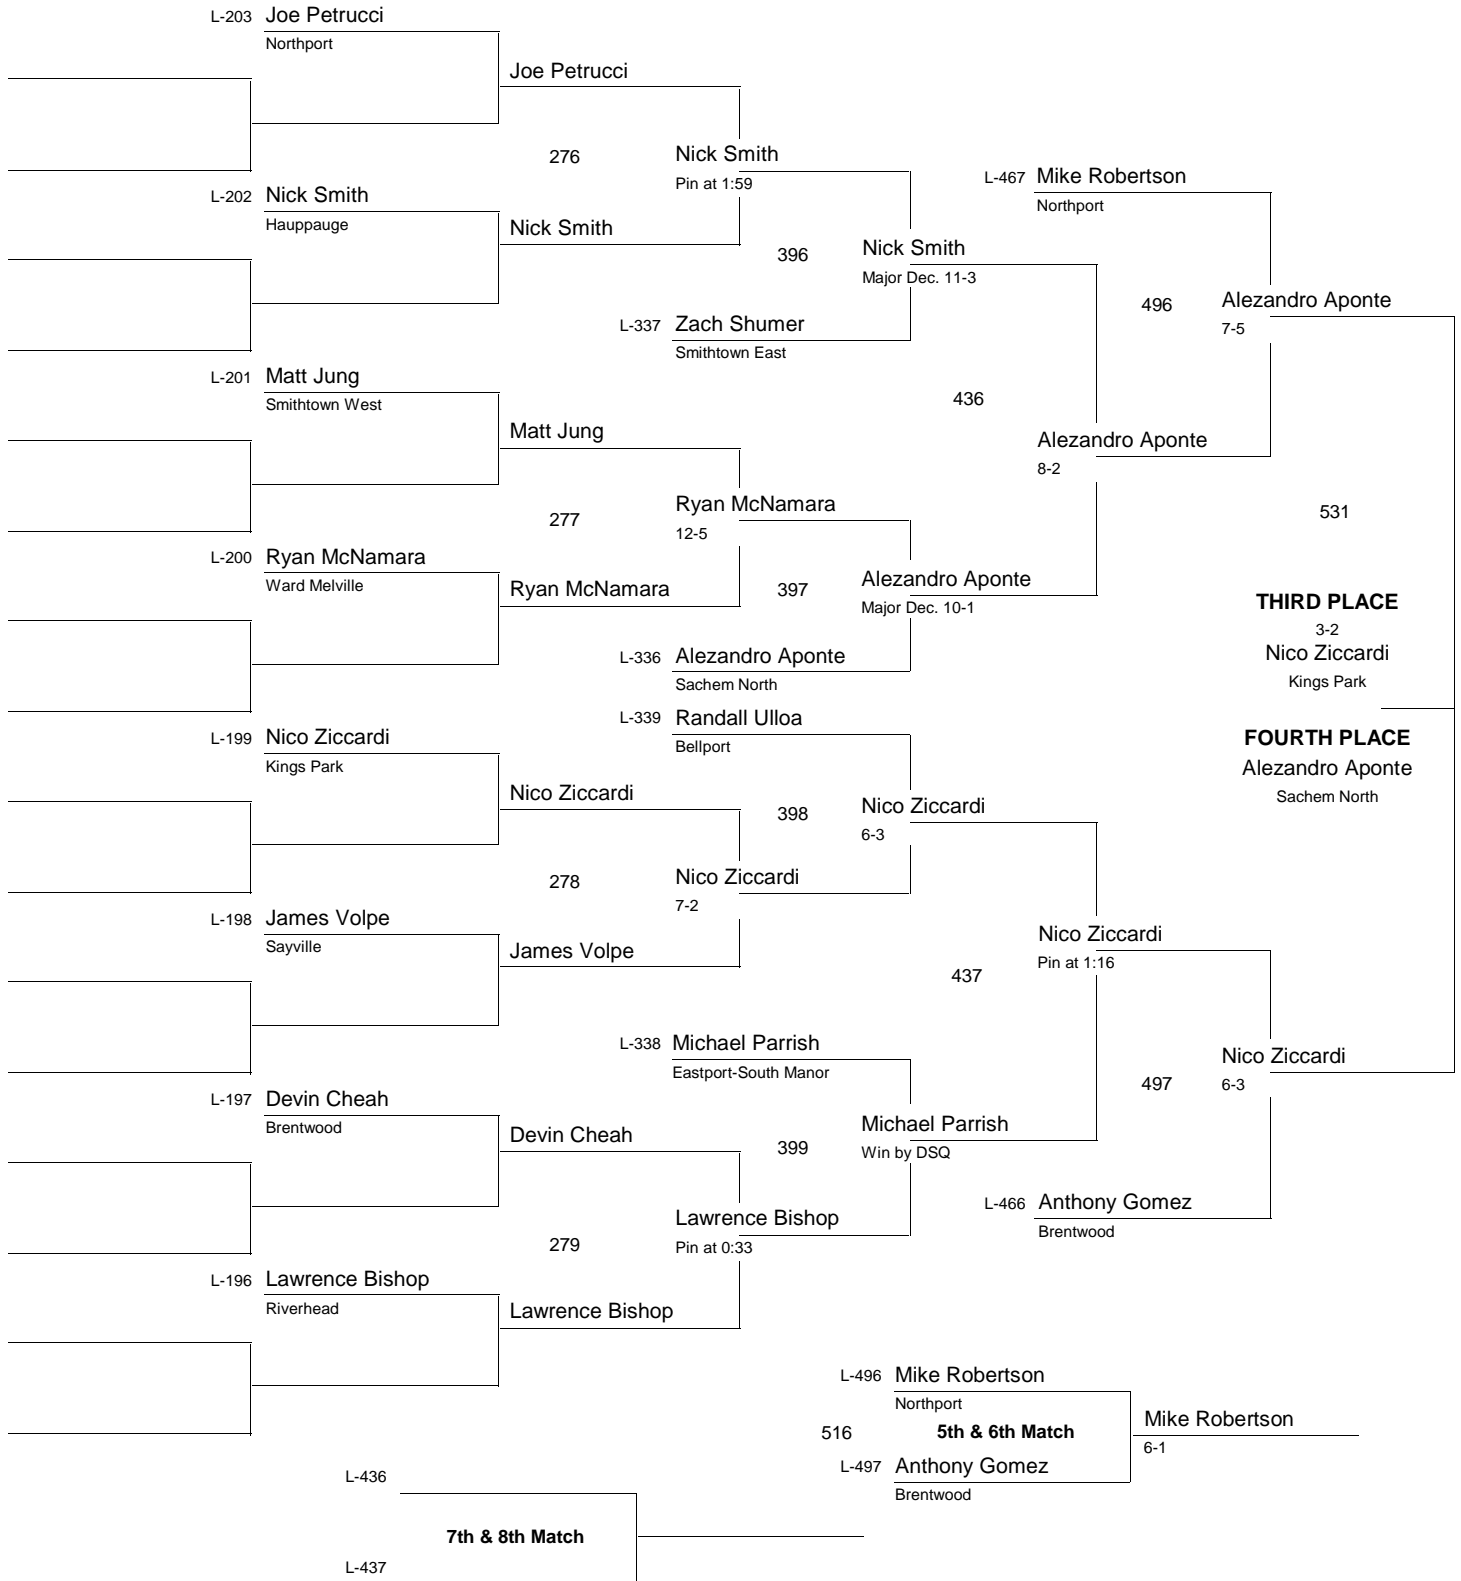 L-203 Joe Petrucci
Northport
Joe Petrucci
276 Nick Smith
Pin at 1:59
L-467 Mike Robertson
Northport
L-202 Nick Smith
Hauppauge
Nick Smith
396 Nick Smith
Major Dec. 11-3
496 Alezandro Aponte
7-5
L-337 Zach Shumer
Smithtown East
L-201 Matt Jung
Smithtown West
436
Matt Jung
Alezandro Aponte
8-2
277 Ryan McNamara
12-5
531
L-200 Ryan McNamara
Ward Melville
Ryan McNamara
397 Alezandro Aponte
Major Dec. 10-1
THIRD PLACE
3-2
Nico Ziccardi
Kings Park
L-336 Alezandro Aponte
Sachem North
L-339 Randall Ulloa
Bellport
L-199 Nico Ziccardi
Kings Park
FOURTH PLACE
Alezandro Aponte
Sachem North
Nico Ziccardi
398 Nico Ziccardi
6-3
278 Nico Ziccardi
7-2
L-198 James Volpe
Sayville
James Volpe
Nico Ziccardi
Pin at 1:16
437
L-338 Michael Parrish
Eastport-South Manor
Nico Ziccardi
497 6-3
L-197 Devin Cheah
Brentwood
Devin Cheah
399 Michael Parrish
Win by DSQ
L-466 Anthony Gomez
Brentwood
279 Lawrence Bishop
Pin at 0:33
L-196 Lawrence Bishop
Riverhead
Lawrence Bishop
L-496 Mike Robertson
Northport
516 5th & 6th Match
Mike Robertson
6-1
L-497 Anthony Gomez
Brentwood
L-436
7th & 8th Match
L-437